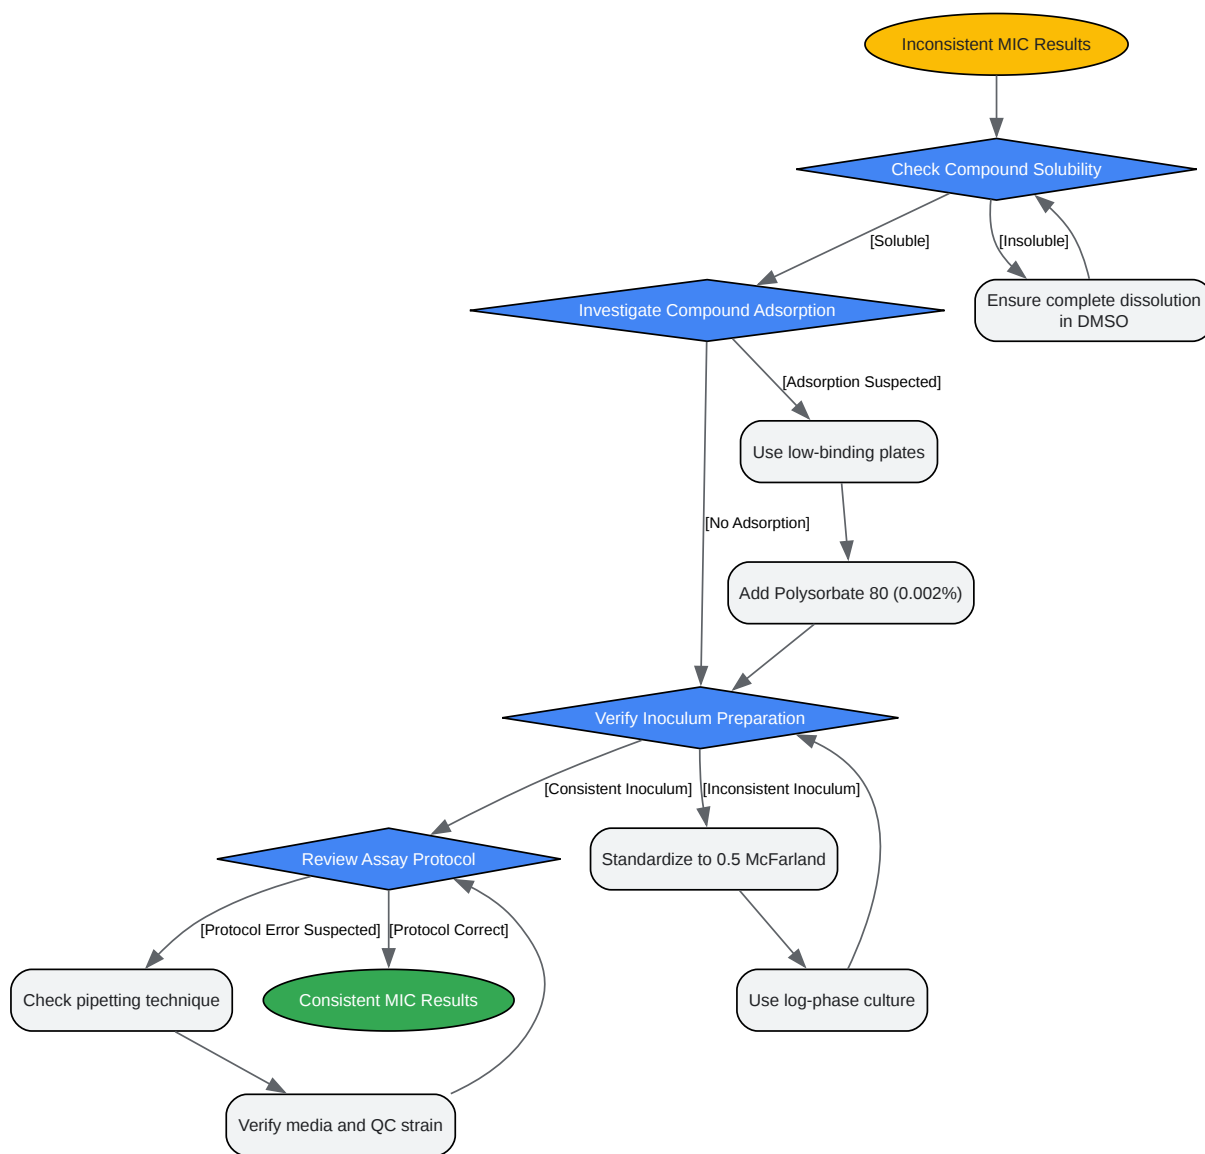 Inconsistent MIC Results
Check Compound Solubility
[Soluble]
[Insoluble]
Ensure complete dissolution
in DMSO
Investigate Compound Adsorption
[Adsorption Suspected]
Use low-binding plates
[No Adsorption]
Add Polysorbate 80 (0.002%)
Verify Inoculum Preparation
[Consistent Inoculum]
[Inconsistent Inoculum]
Review Assay Protocol
Standardize to 0.5 McFarland
[Protocol Error Suspected]
[Protocol Correct]
Check pipetting technique
Consistent MIC Results
Use log-phase culture
Verify media and QC strain